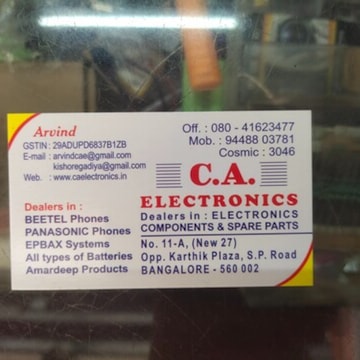 Arvind
GSTIN : 29ADUPD6837B1ZB
E-mail : arvindcae@gmail.com
kishoregadiya@gmail.com
Web. : www.caelectronics.in
Off. : 080 - 41623477
Mob. : 94488 03781
Cosmic : 3046
C.A.
ELECTRONICS
Dealers in : ELECTRONICS
COMPONENTS & SPARE PARTS
Dealers in :
BEETEL Phones
PANASONIC Phones
EPBAX Systems
All types of Batteries
Amardeep Products
No. 11-A, (New 27)
Opp. Karthik Plaza, S.P. Road
BANGALORE - 560 002